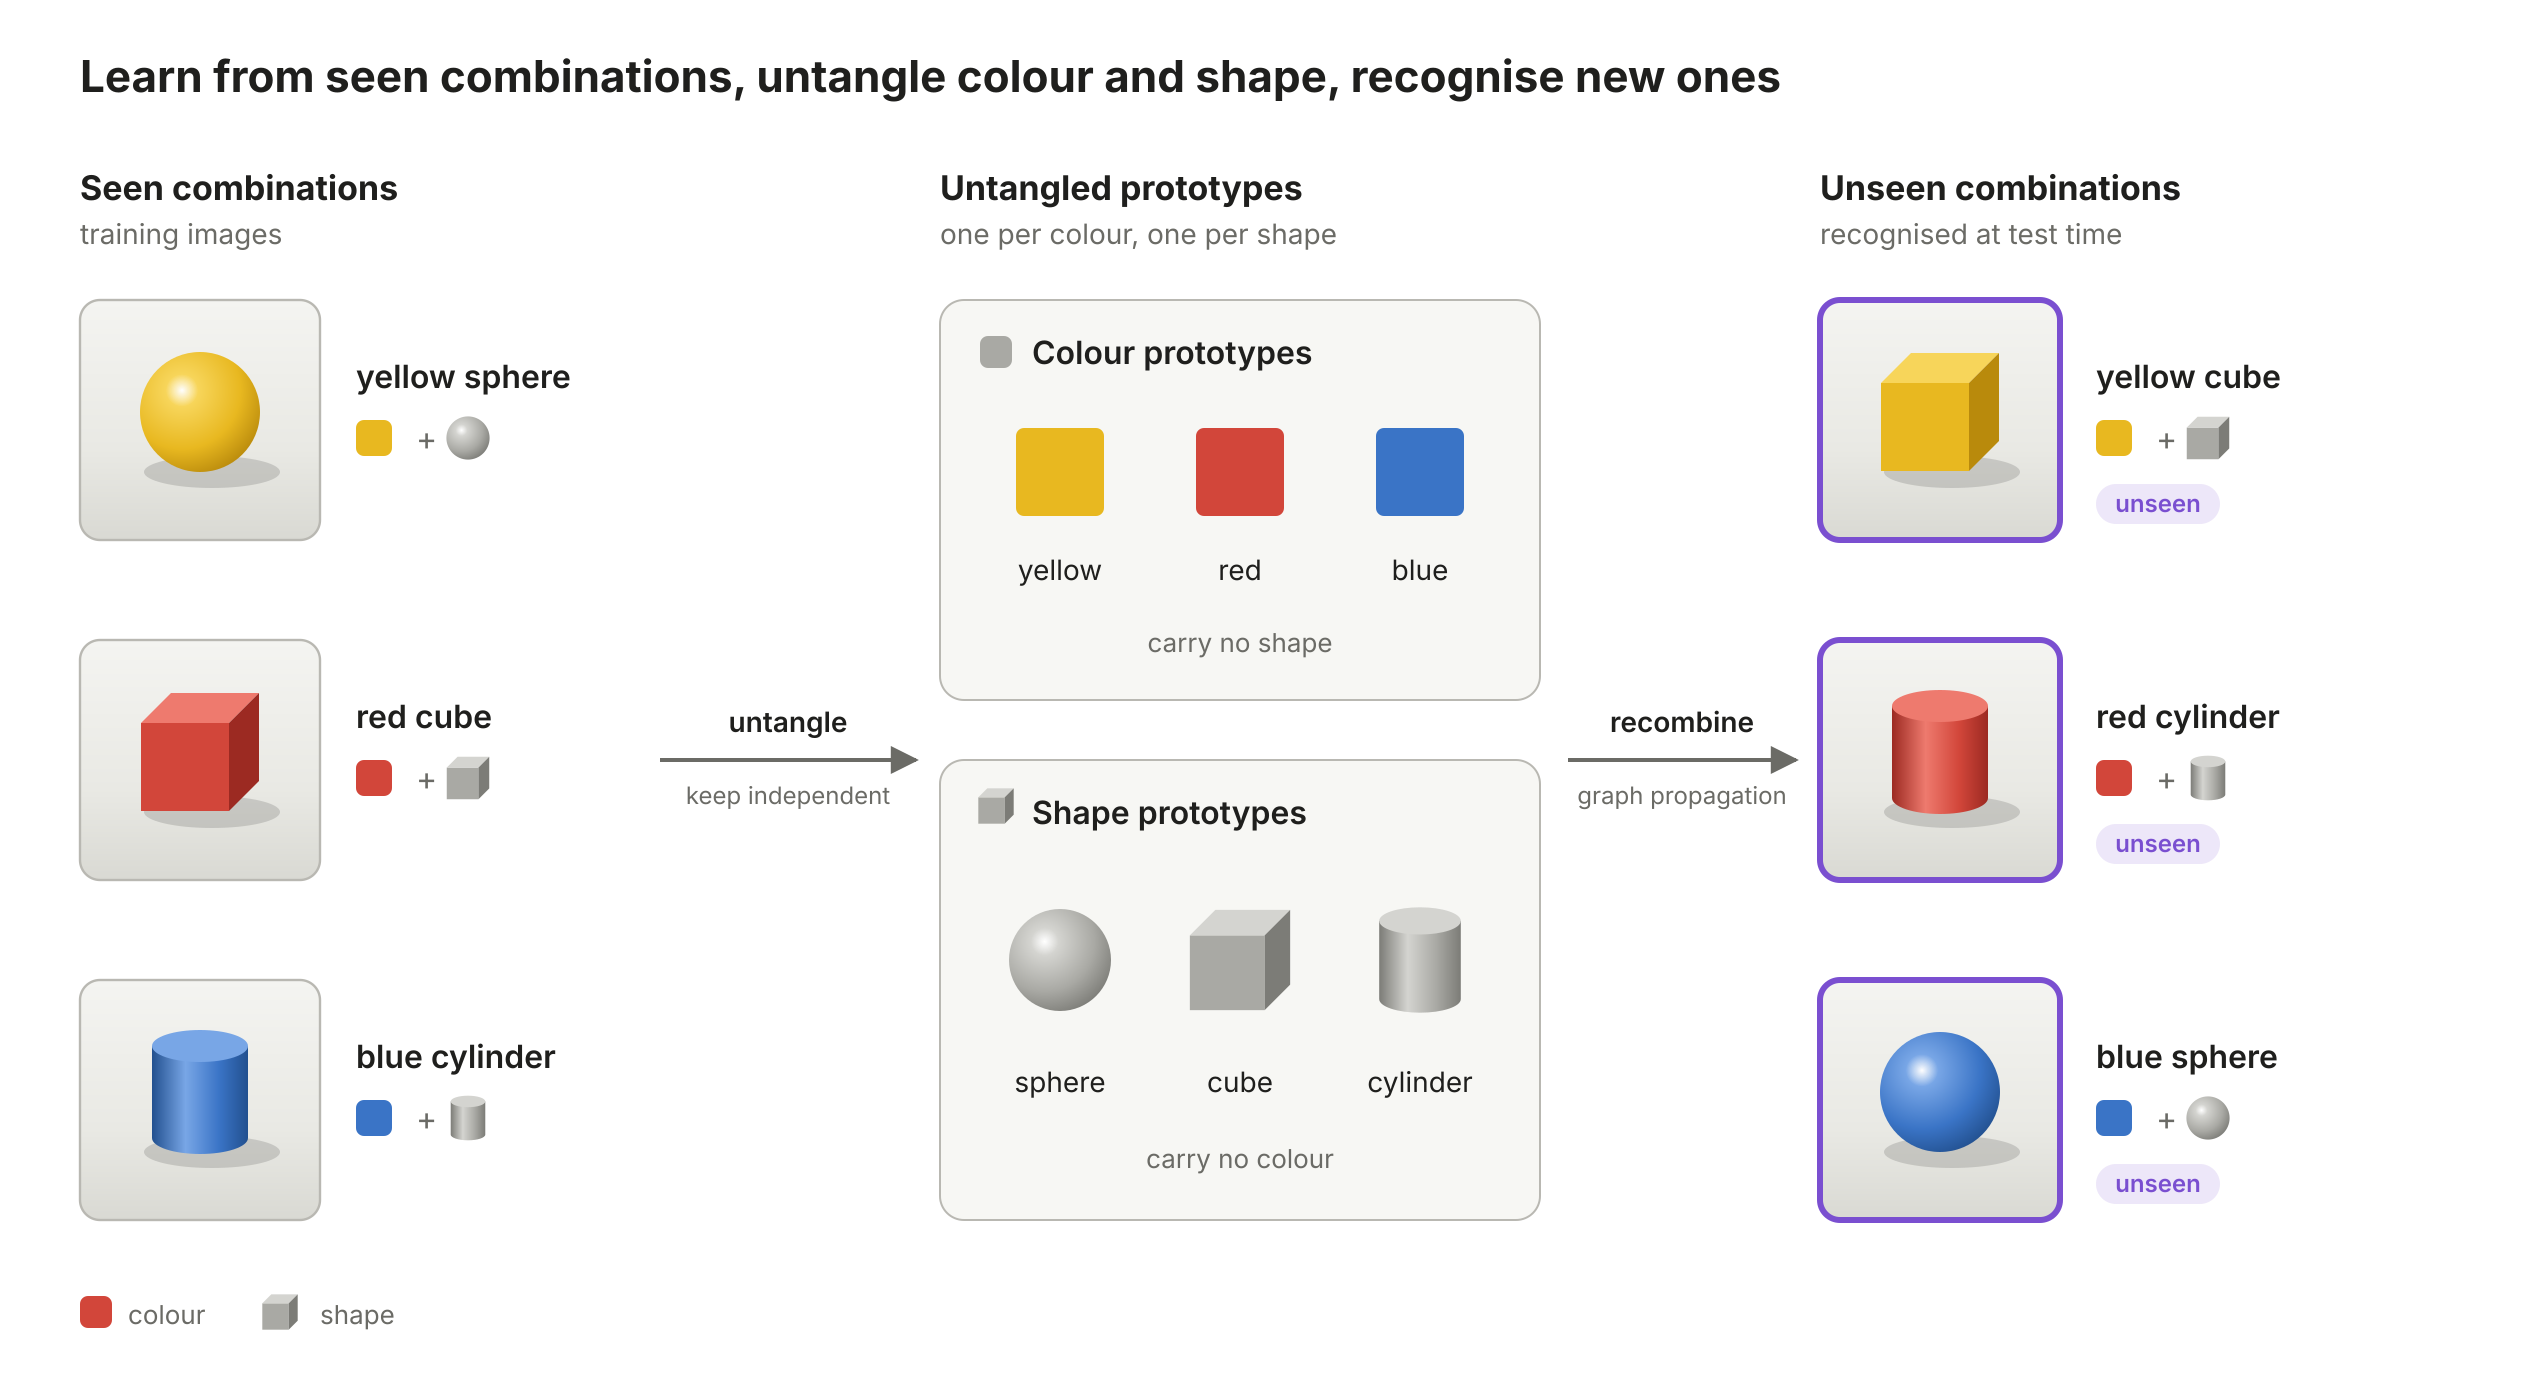 Learn from seen combinations, untangle colour and shape, recognise new ones
Seen combinations
training images
yellow sphere
+
red cube
+
blue cylinder
+
untangle
keep independent
Untangled prototypes
one per colour, one per shape
Colour prototypes
yellow red blue
carry no shape
Shape prototypes
sphere cube cylinder
carry no colour
recombine
graph propagation
Unseen combinations
recognised at test time
yellow cube
+
unseen
red cylinder
+
unseen
blue sphere
+
unseen
colour shape